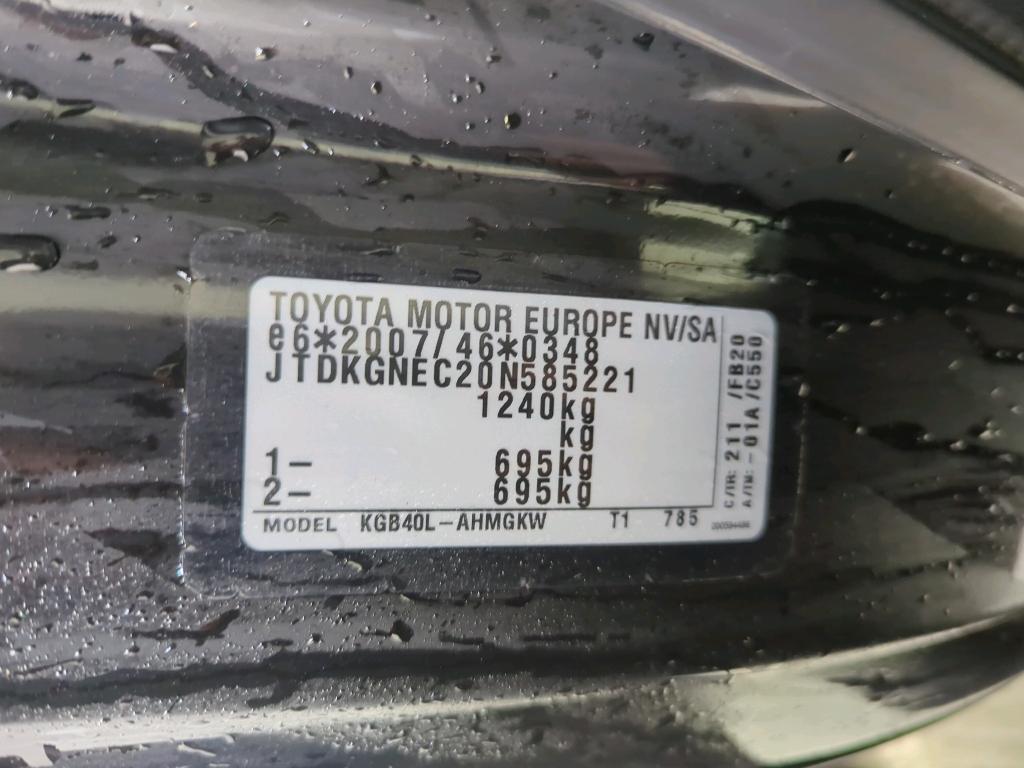 TOYOTA MOTOR EUROPE NV/SA
e6*2007/46*0348
JTDKGNEC20N585221
1240kg
kg
1- 695kg
2- 695kg
MODEL KGB40L-AHMGKW T1 785
C/TR: 211 /FB20
A/TM: -01A /C550